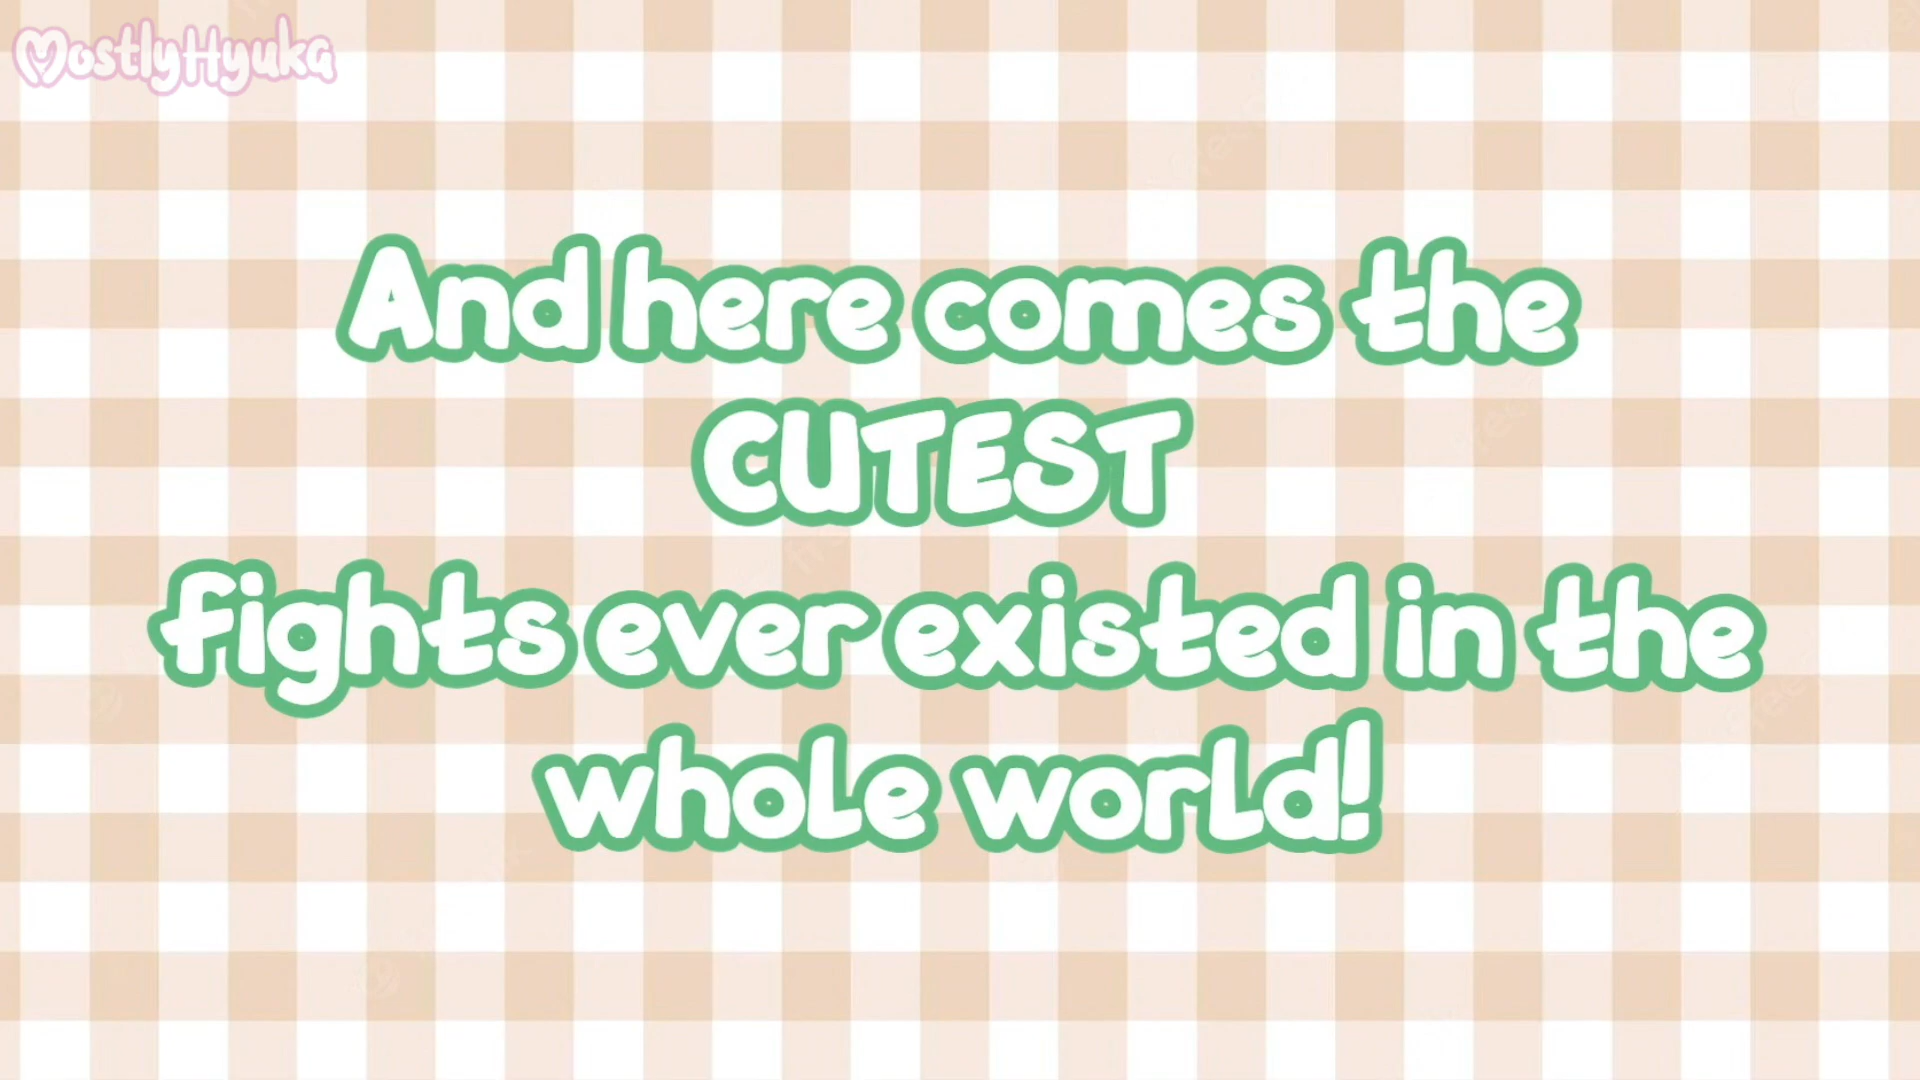 MostlyHyuka
And here comes the
CUTEST
fights ever existed in the
whole world!